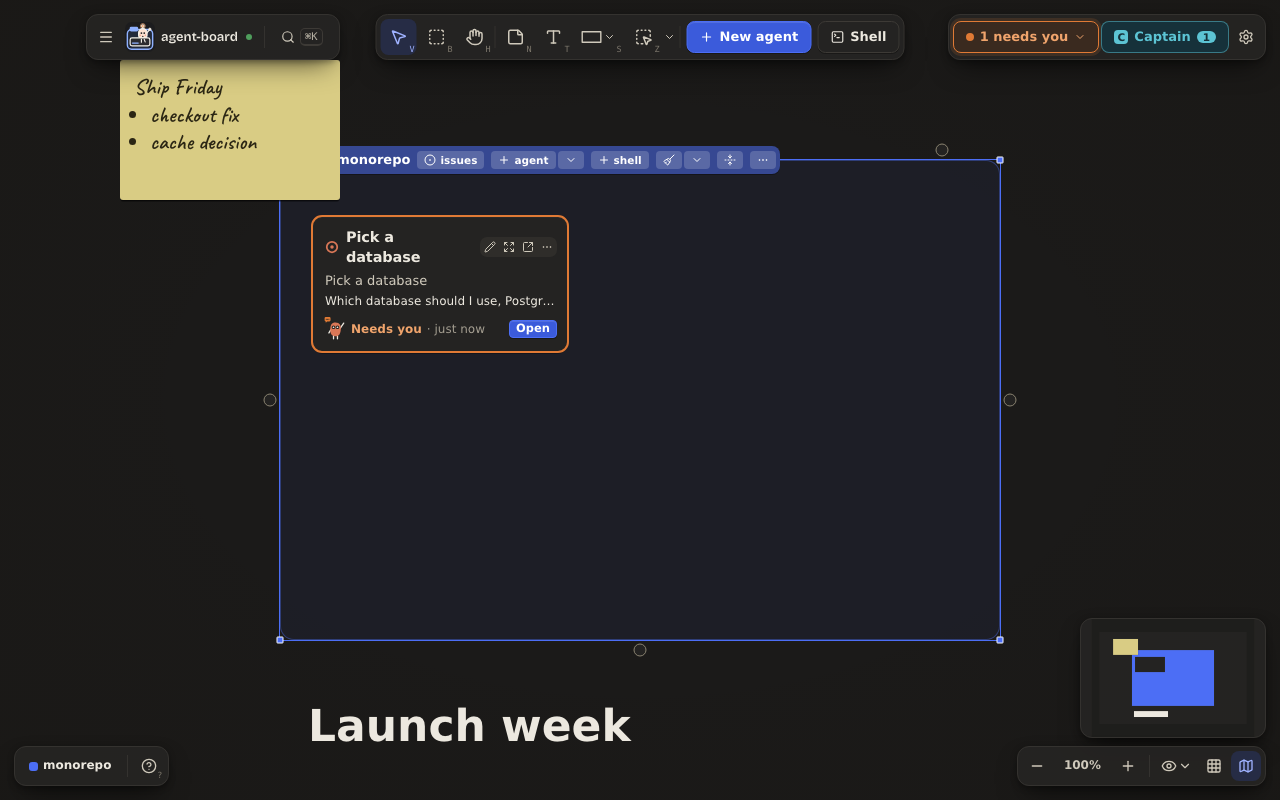 agent-board
⌘K
V
B
H
N
T
S
Z
New agent
Shell
1 needs you
C Captain 1
Ship Friday
• checkout fix
• cache decision
monorepo
issues
agent
shell
Pick a database
Pick a database
Which database should I use, Postgr...
Needs you · just now
Open
Launch week
monorepo
?
100%